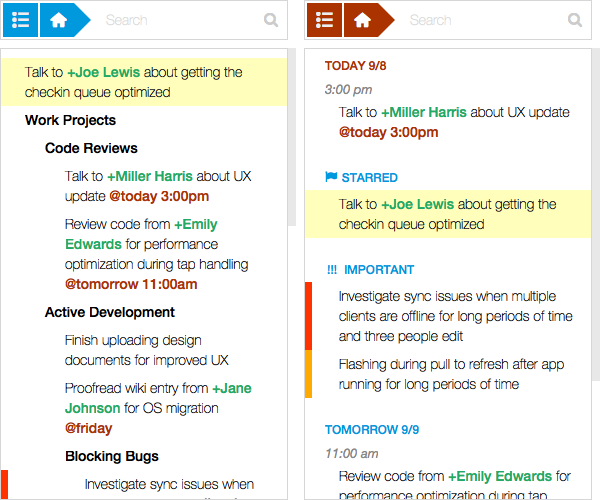 Search
Talk to +Joe Lewis about getting the
checkin queue optimized
Work Projects
Code Reviews
Talk to +Miller Harris about UX
update @today 3:00pm
Review code from +Emily
Edwards for performance
optimization during tap handling
@tomorrow 11:00am
Active Development
Finish uploading design
documents for improved UX
Proofread wiki entry from +Jane
Johnson for OS migration
@friday
Blocking Bugs
Investigate sync issues when
Search
TODAY 9/8
3:00 pm
Talk to +Miller Harris about UX update
@today 3:00pm
STARRED
Talk to +Joe Lewis about getting the
checkin queue optimized
!!! IMPORTANT
Investigate sync issues when multiple
clients are offline for long periods of time
and three people edit
Flashing during pull to refresh after app
running for long periods of time
TOMORROW 9/9
11:00 am
Review code from +Emily Edwards for
performance optimization during tap